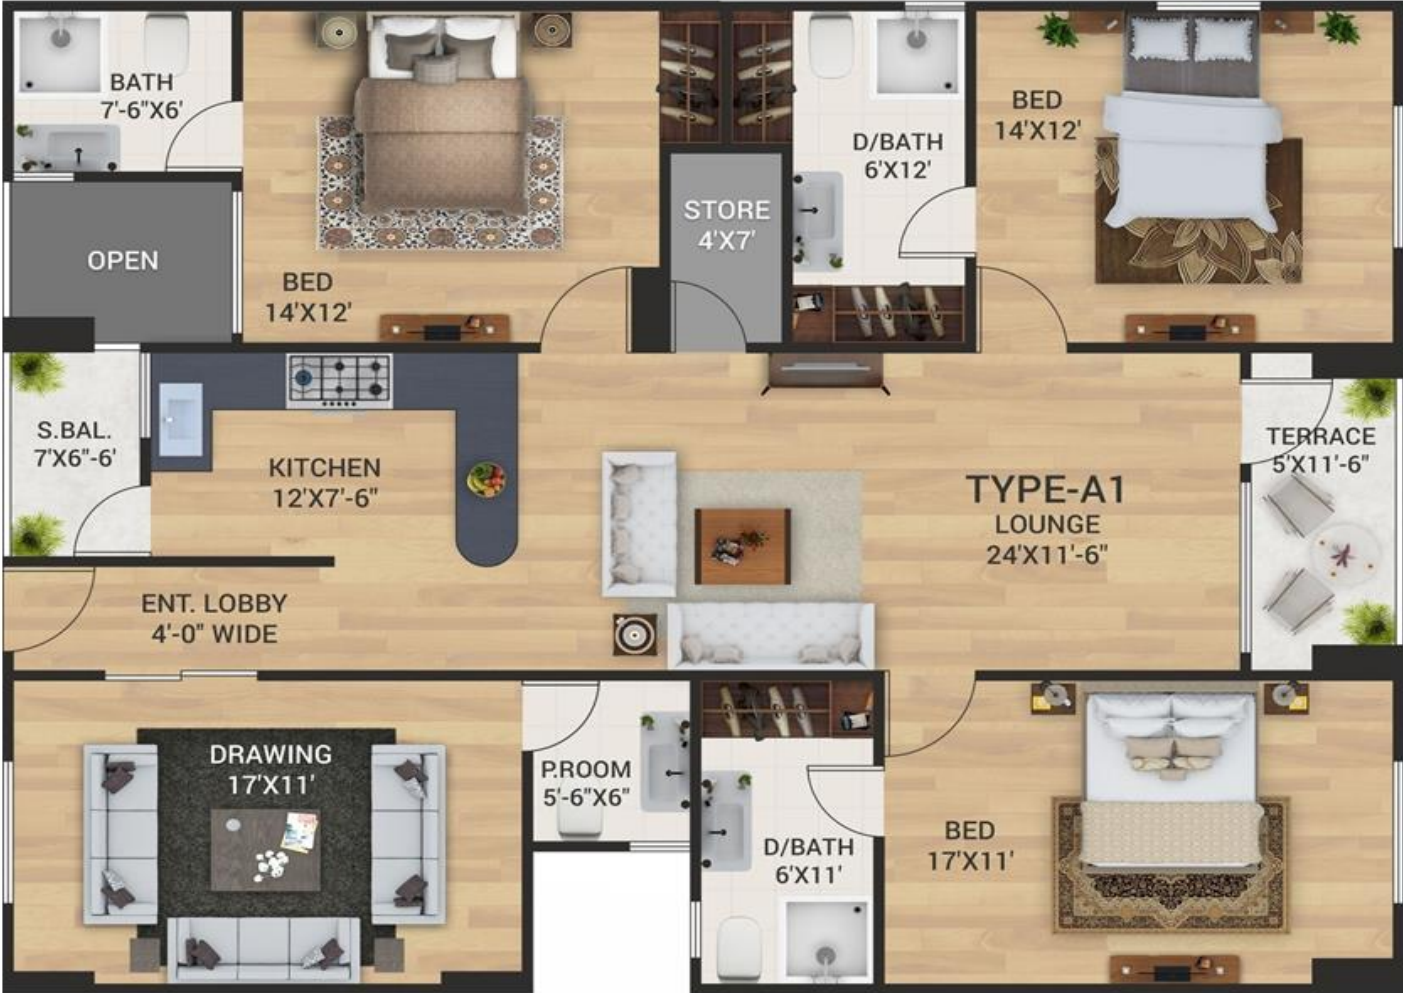 BATH
7'-6"X6'
OPEN
BED
14'X12'
STORE
4'X7'
D/BATH
6'X12'
BED
14'X12'
S.BAL.
7'X6"-6'
KITCHEN
12'X7'-6"
TYPE-A1
LOUNGE
24'X11'-6"
TERRACE
5'X11'-6"
ENT. LOBBY
4'-0" WIDE
DRAWING
17'X11'
P.ROOM
5'-6"X6"
D/BATH
6'X11'
BED
17'X11'